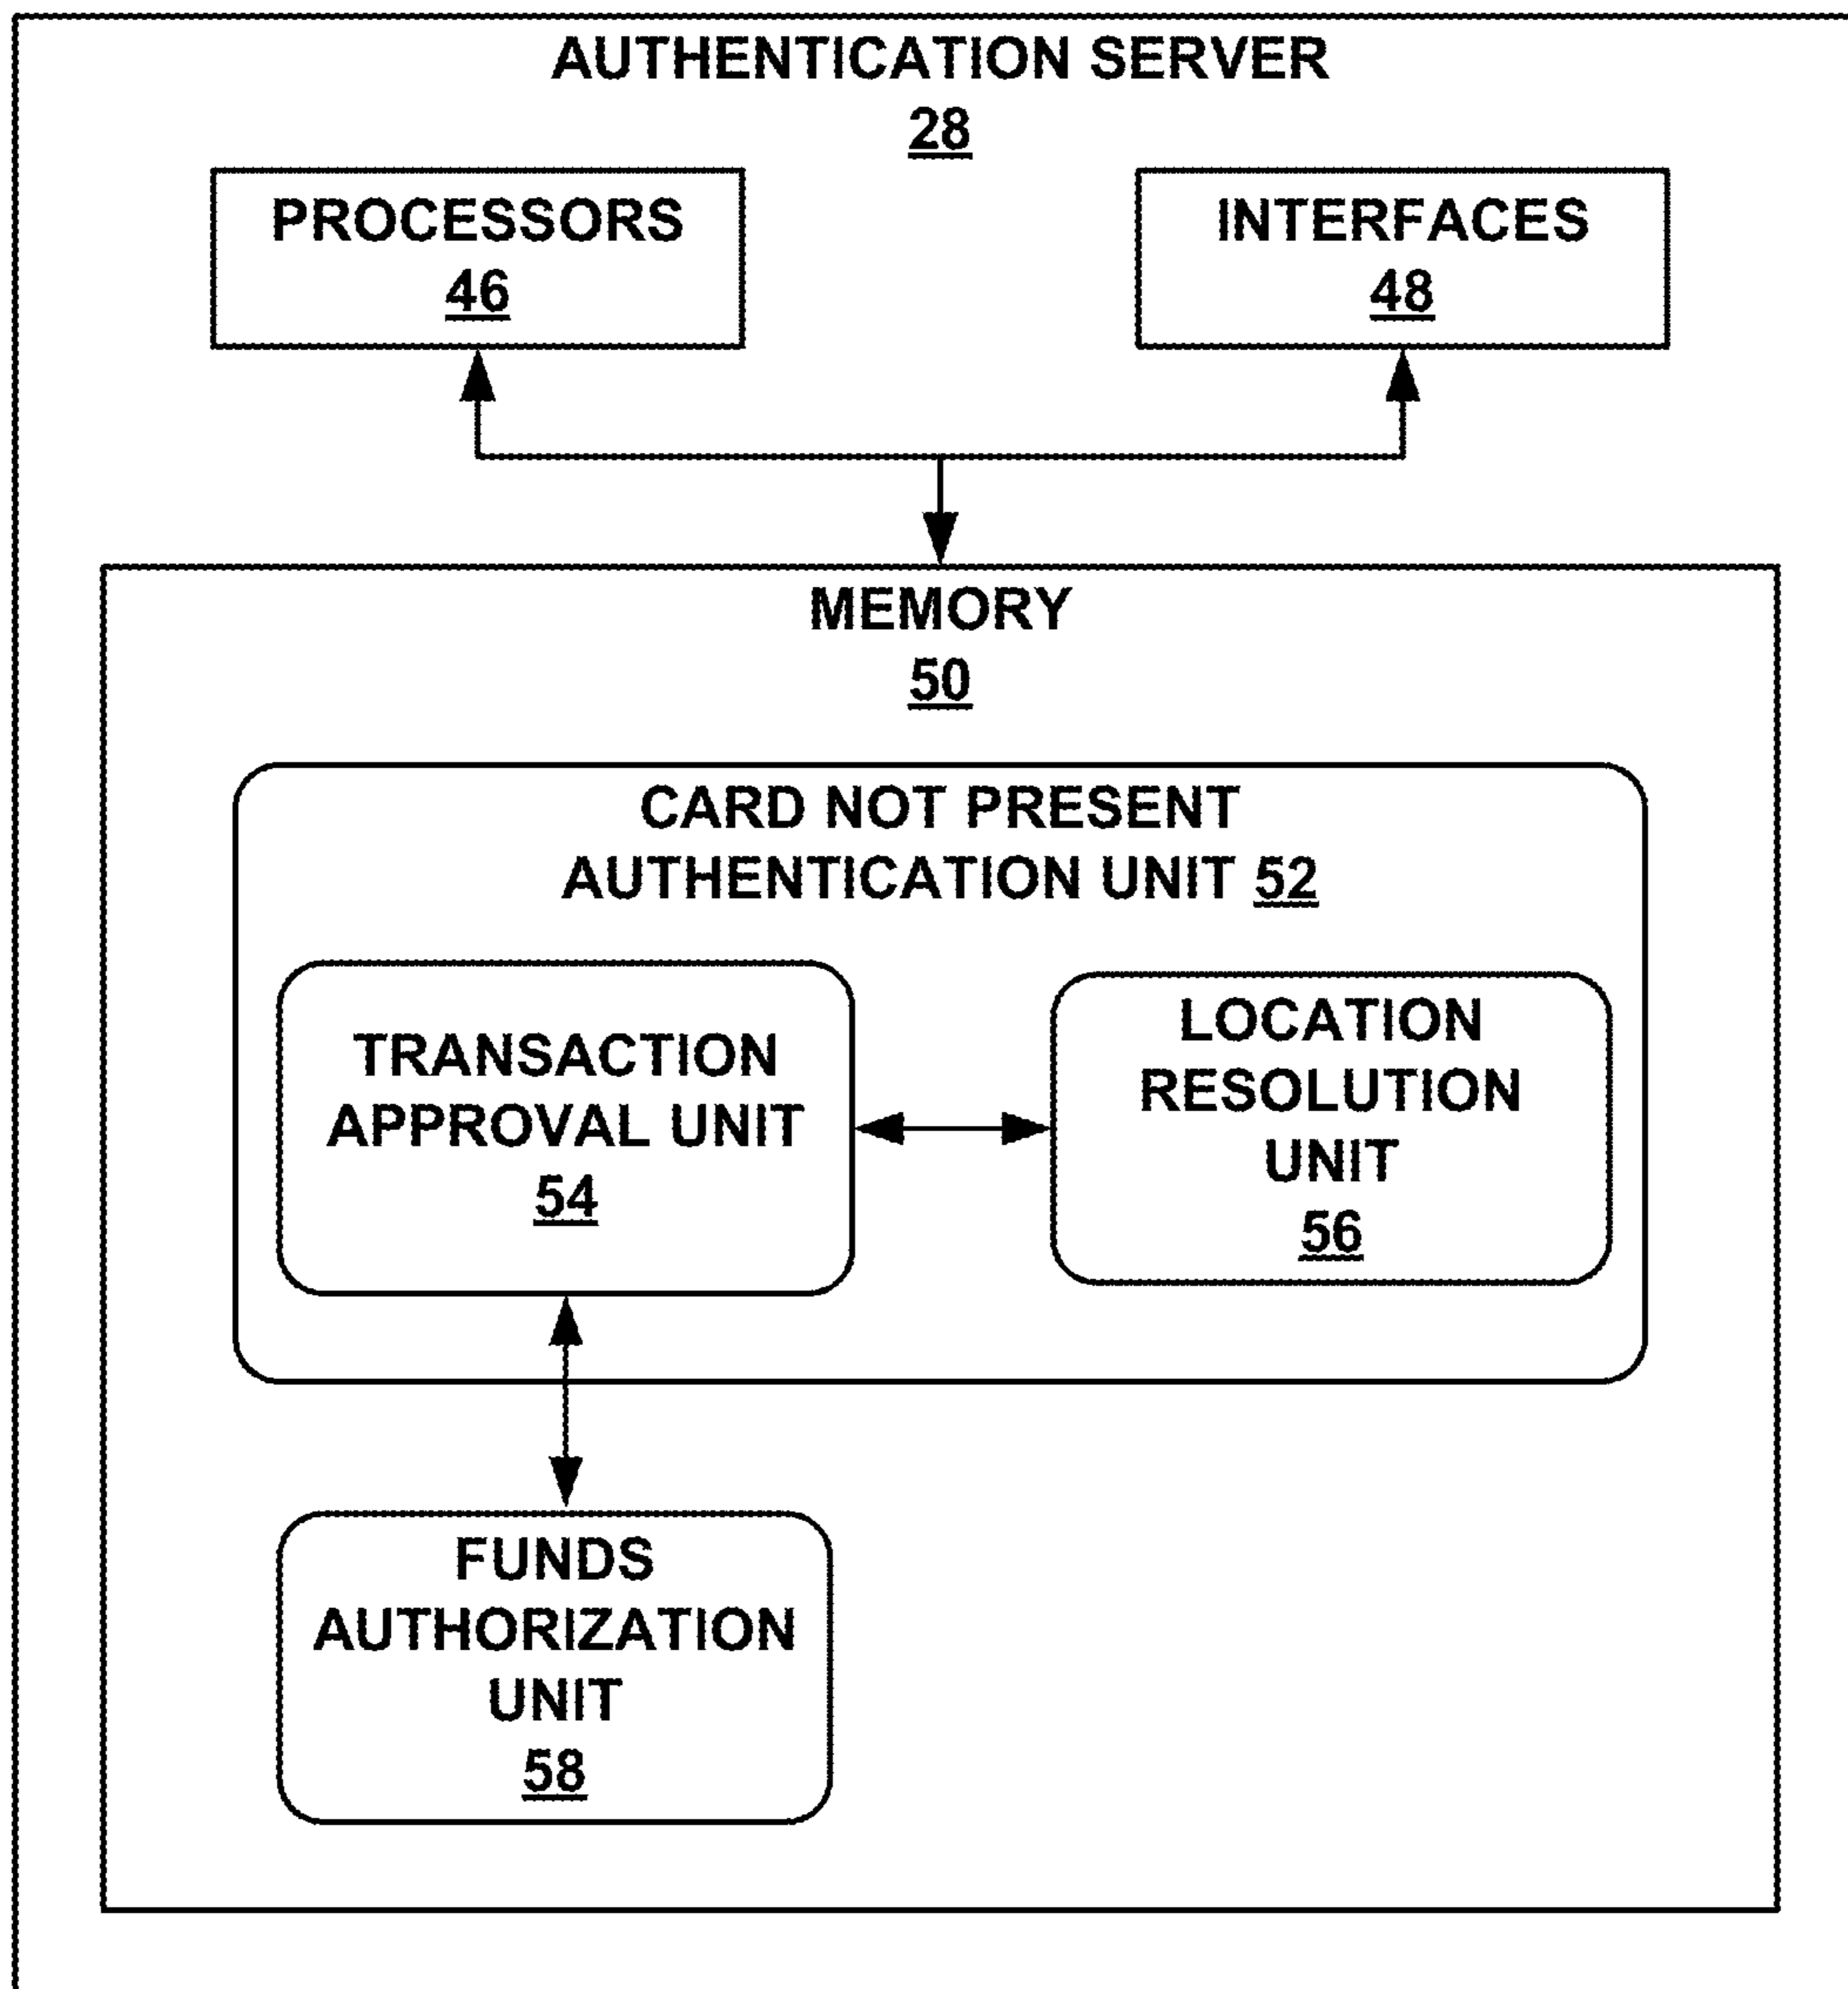 AUTHENTICATION SERVER
28
PROCESSORS
46
INTERFACES
48
MEMORY
50
CARD NOT PRESENT
AUTHENTICATION UNIT 52
TRANSACTION
APPROVAL UNIT
54
LOCATION
RESOLUTION
UNIT
56
FUNDS
AUTHORIZATION
UNIT
58